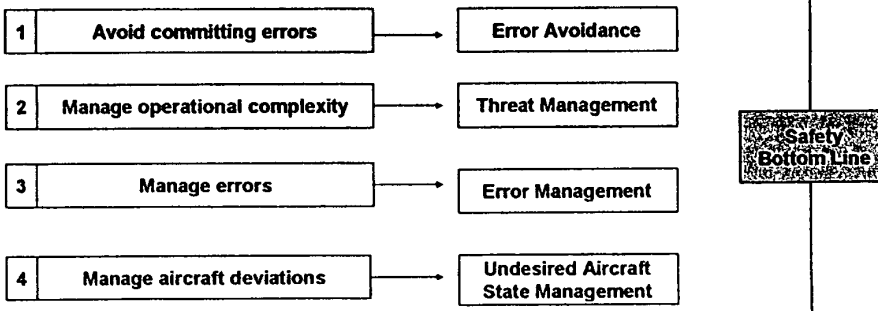 1 Avoid committing errors Error Avoidance
2 Manage operational complexity Threat Management
Safety
Bottom Line
3 Manage errors Error Management
4 Manage aircraft deviations Undesired Aircraft
State Management